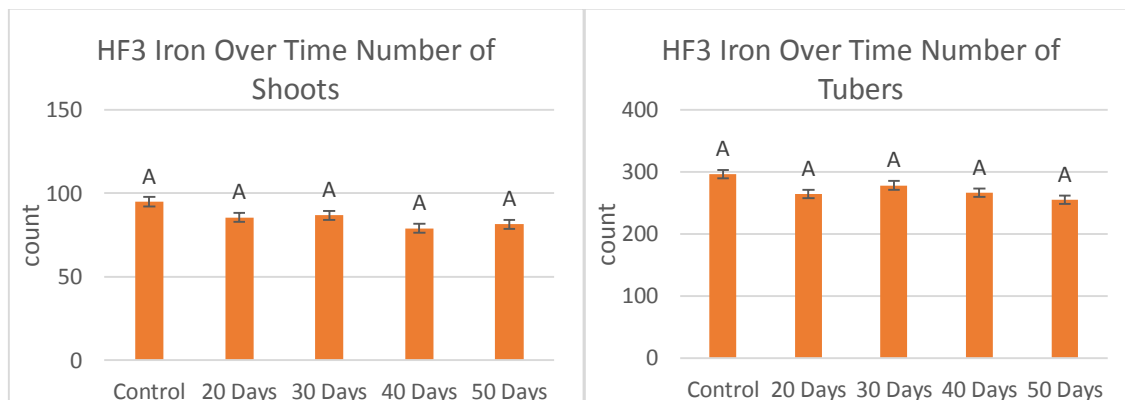 HF3 Iron Over Time Number of
Shoots
150
100
50
0
count
A
A
A
A
A
Control
20 Days
30 Days
40 Days
50 Days
HF3 Iron Over Time Number of
Tubers
400
300
200
100
0
count
A
A
A
A
A
Control
20 Days
30 Days
40 Days
50 Days